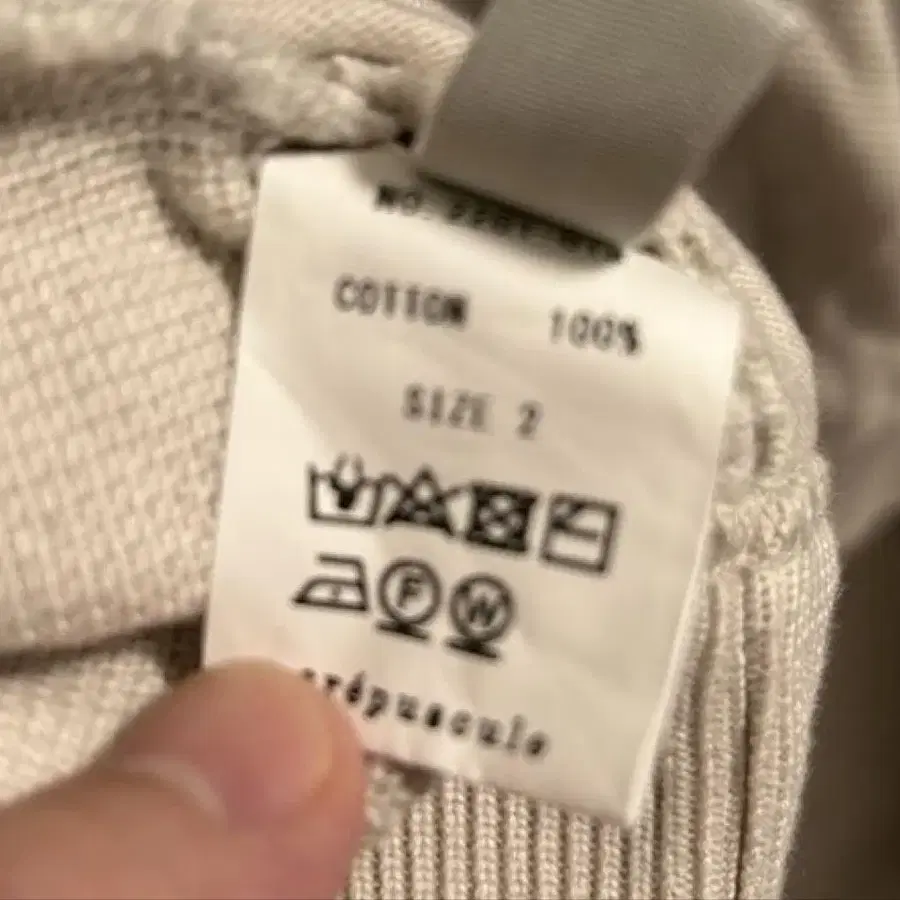 COTTON 100%
SIZE 2
F W
crépuscule